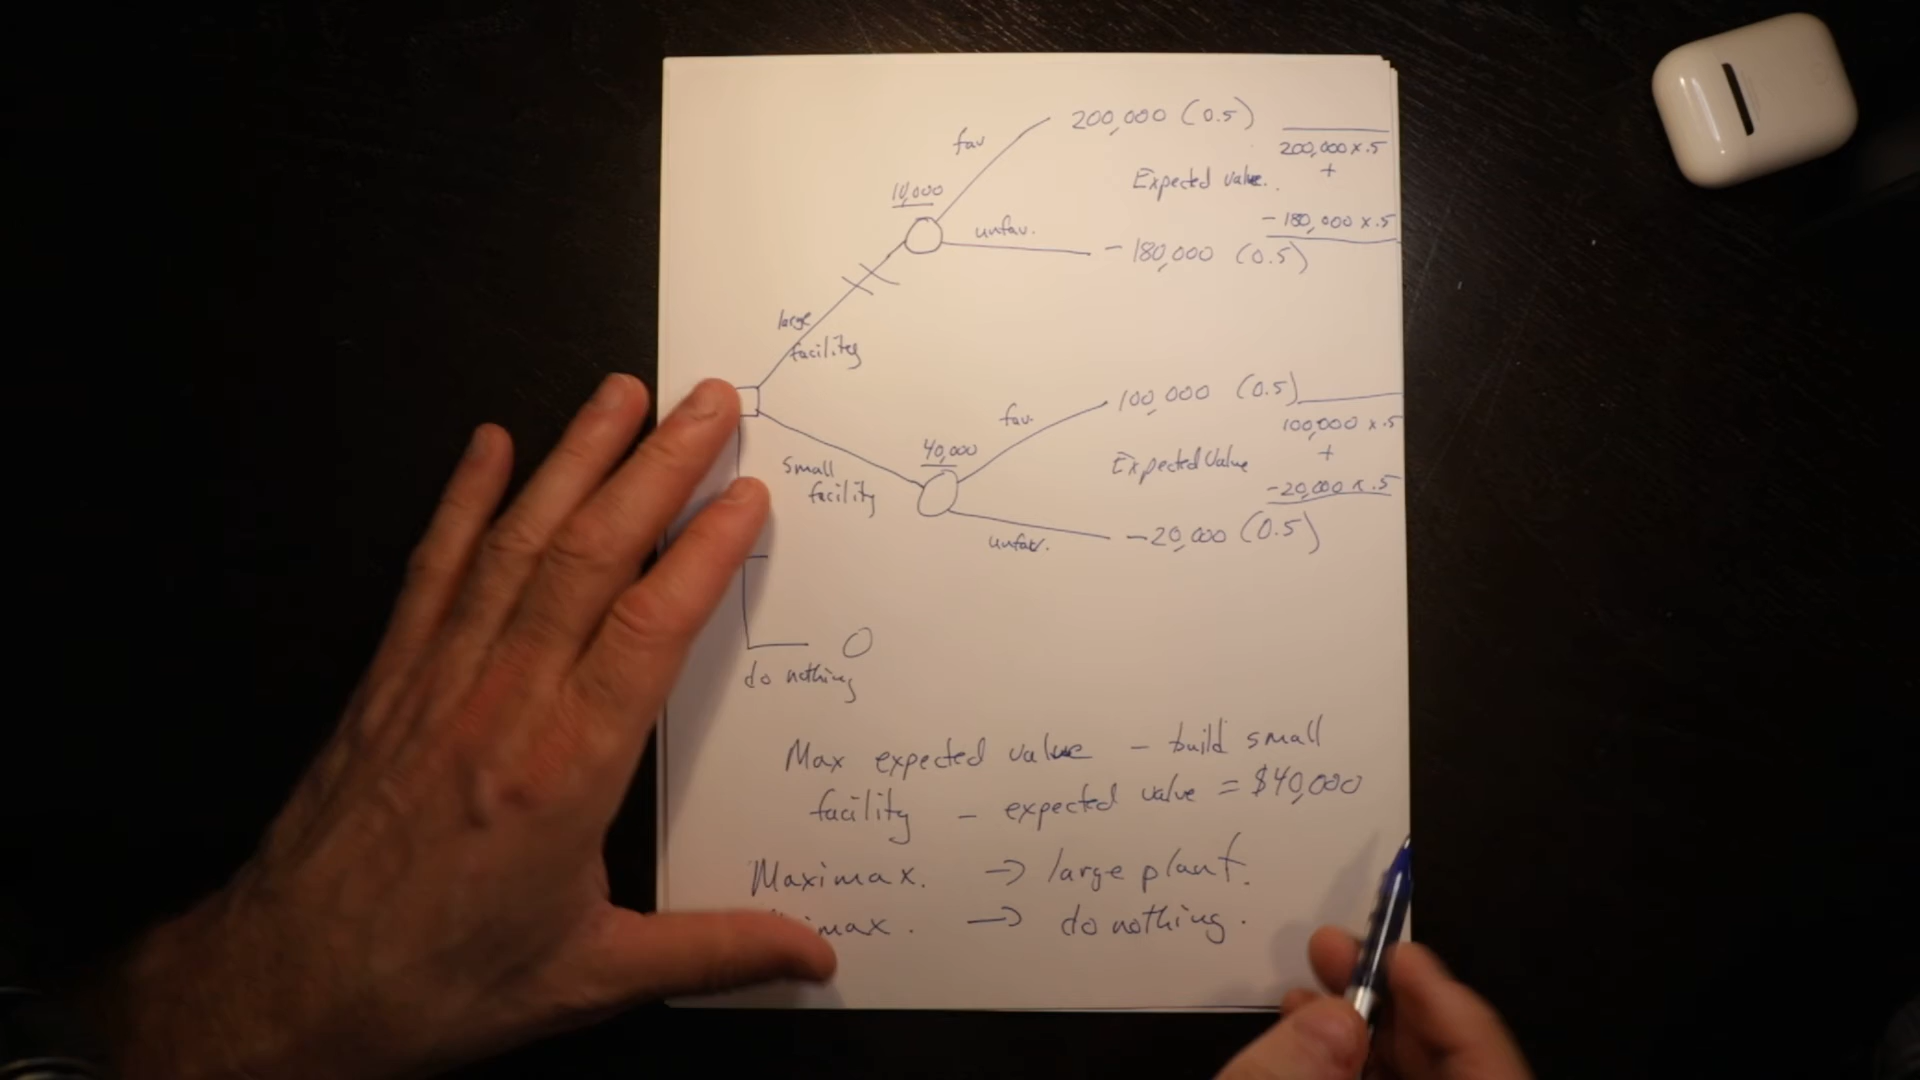 200,000 (0.5)
fav
200,000 x .5
+
Expected value.
10,000
- 180,000 x .5
unfav.
- 180,000 (0.5)
large
facility
100,000 (0.5)
fav.
100,000 x .5
+
40,000
Expected Value
small
facility
-20,000 x .5
-20,000 (0.5)
unfav.
0
do nothing
Max expected value - build small
facility - expected value = $40,000
Maximax. → large plant.
→ do nothing.